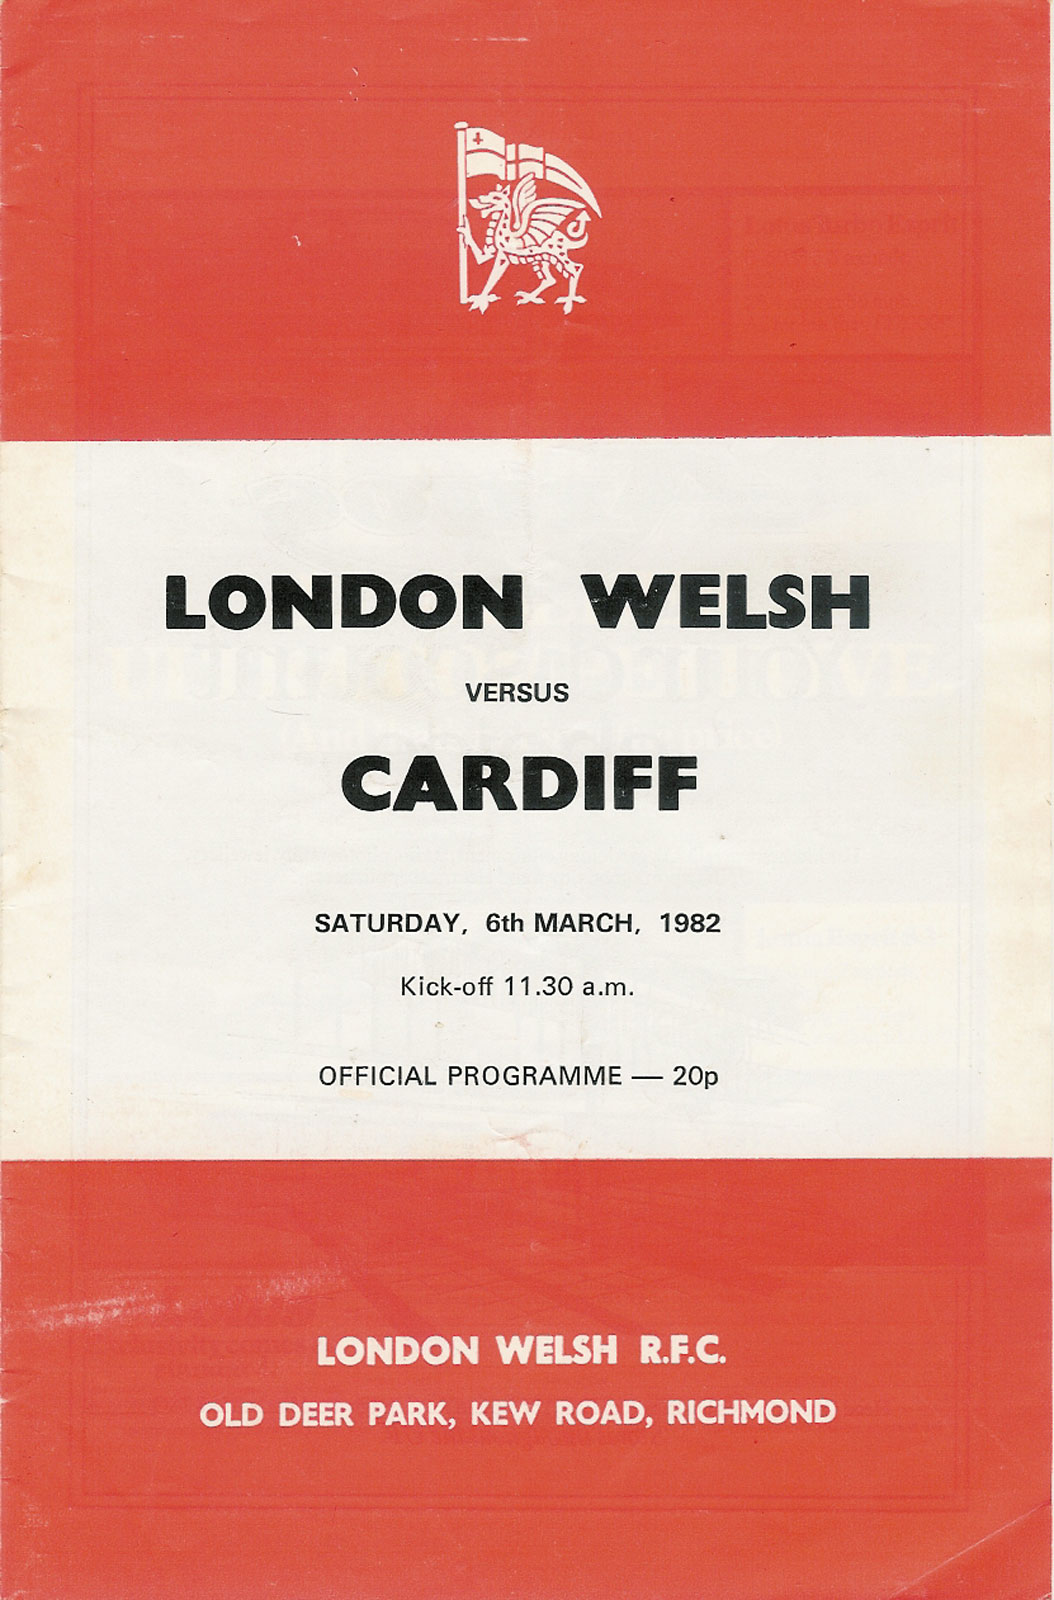 LONDON WELSH
VERSUS
CARDIFF
SATURDAY, 6th MARCH, 1982
Kick-off 11.30 a.m.
OFFICIAL PROGRAMME — 20p
LONDON WELSH R.F.C.
OLD DEER PARK, KEW ROAD, RICHMOND